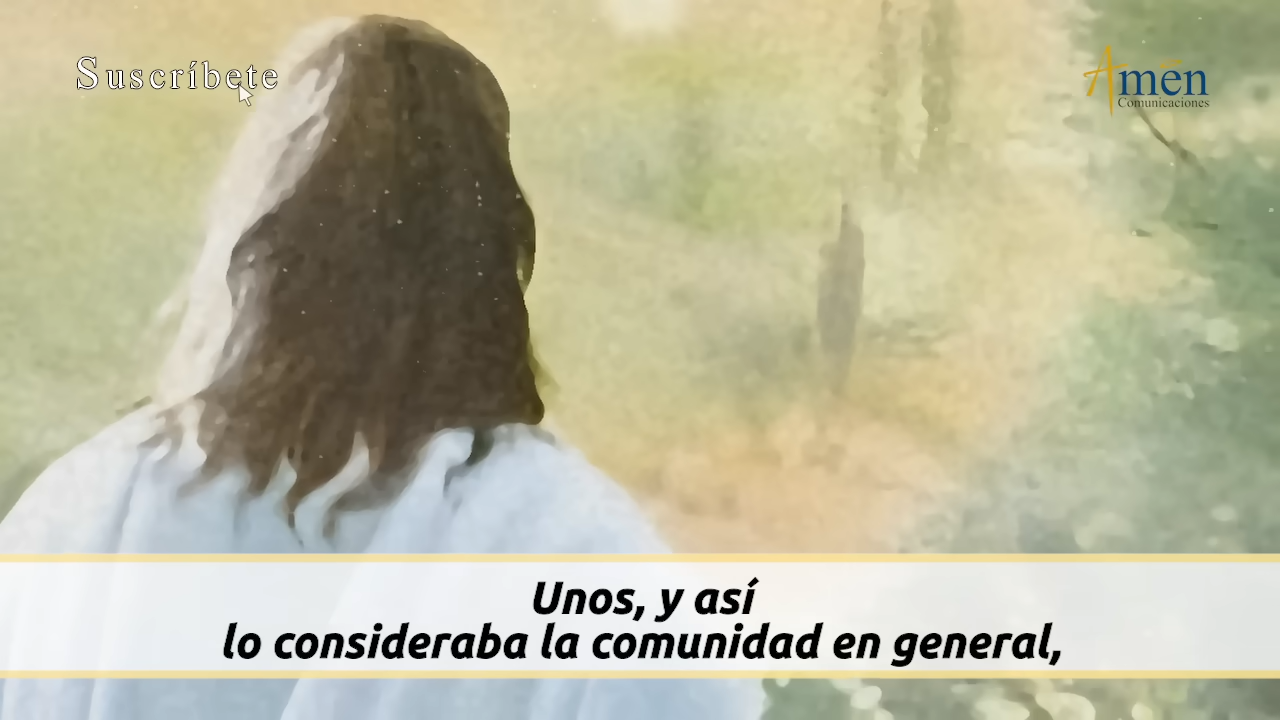 Suscríbete
Amén
Comunicaciones
Unos, y así
lo consideraba la comunidad en general,